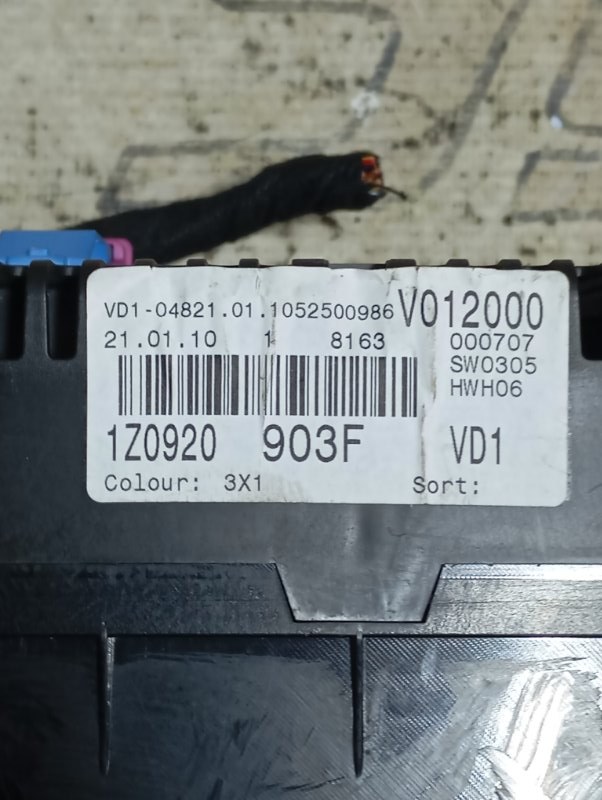 VD1-04821.01.1052500986 V012000
21.01.10 1 8163 000707
SW0305
HWH06
1Z0920 903F VD1
Colour: 3X1 Sort: